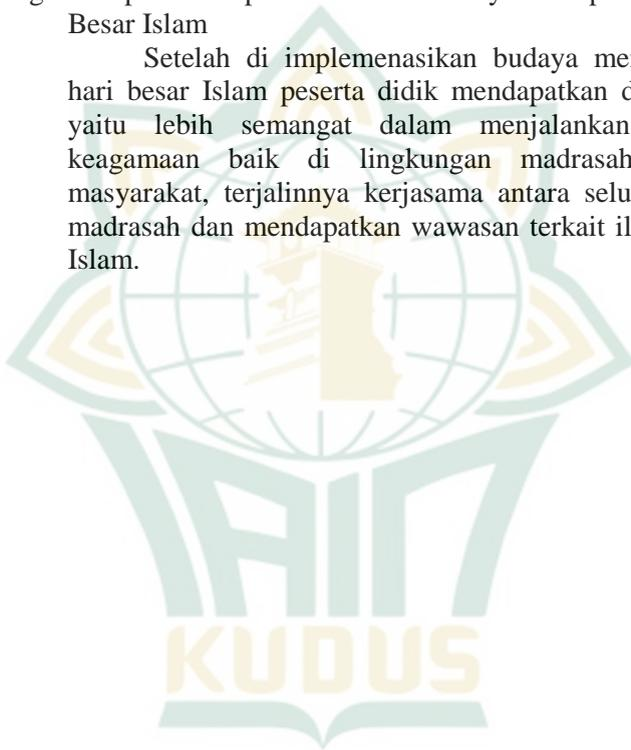 Besar Islam
Setelah di implemenasikan budaya
hari besar Islam peserta didik mendapatkan
yaitu lebih semangat dalam menjalankan
keagamaan baik di lingkungan madrasah
masyarakat, terjalinnya kerjasama antara
madrasah dan mendapatkan wawasan terkait
Islam.
IAIN
KUDUS